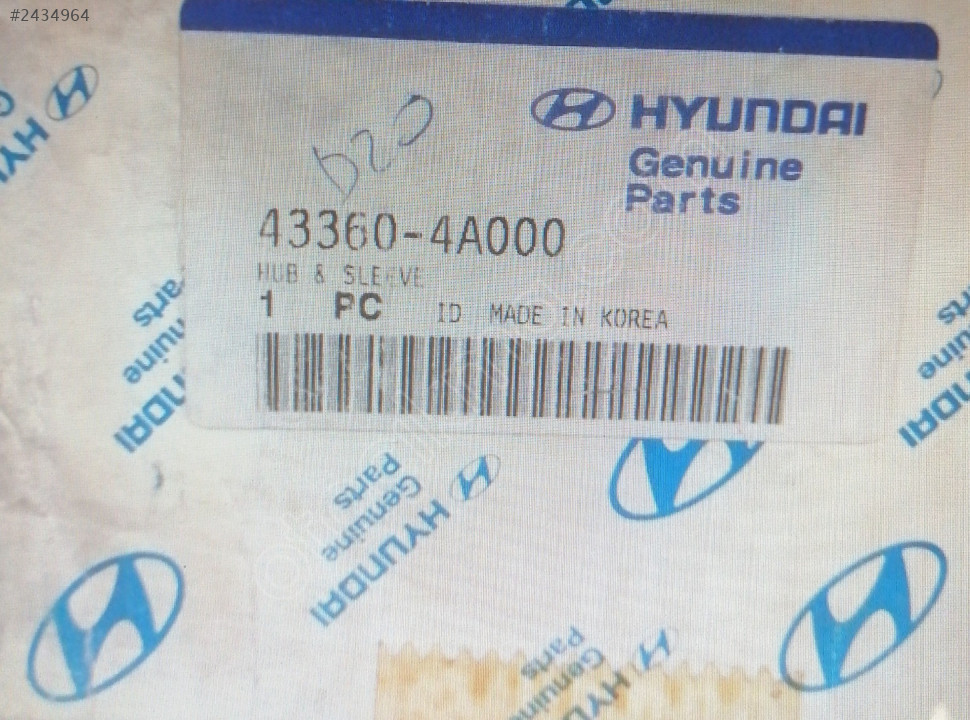 #2434964
HYUNDAI
Genuine
Parts
43360-4A000
HUB & SLEEVE
1 PC ID MADE IN KOREA
Parts
Genuine
HYUNDAI
Parts
Genuine
HYUNDAI